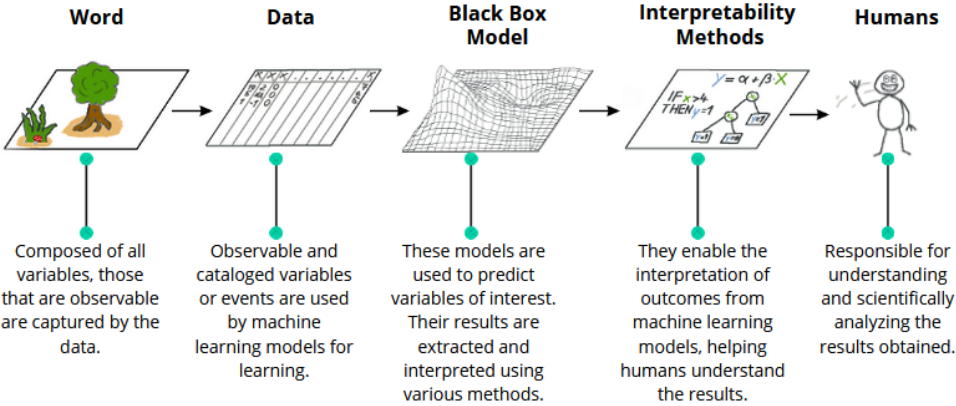 Word
Data
Black Box
Model
Interpretability
Methods
Humans
X X X . . . . . X
Y = α + β·X
IF x>4
THEN y=1
Composed of all
variables, those
that are observable
are captured by the
data.
Observable and
cataloged variables
or events are used
by machine
learning models for
learning.
These models are
used to predict
variables of interest.
Their results are
extracted and
interpreted using
various methods.
They enable the
interpretation of
outcomes from
machine learning
models, helping
humans understand
the results.
Responsible for
understanding
and scientifically
analyzing the
results obtained.